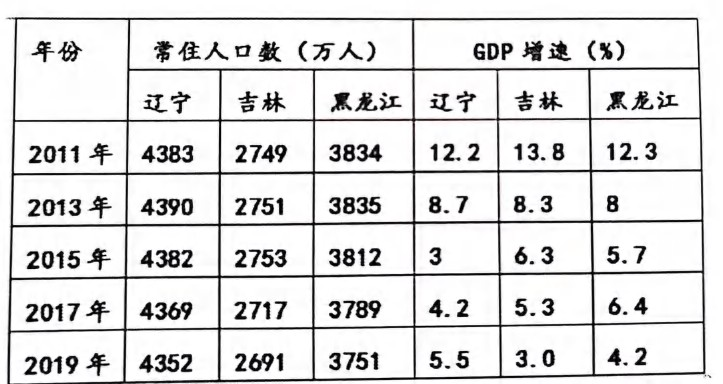 年份 常住人口数（万人） GDP 增速（%）
辽宁 吉林 黑龙江 辽宁 吉林 黑龙江
2011 年 4383 2749 3834 12.2 13.8 12.3
2013 年 4390 2751 3835 8.7 8.3 8
2015 年 4382 2753 3812 3 6.3 5.7
2017 年 4369 2717 3789 4.2 5.3 6.4
2019 年 4352 2691 3751 5.5 3.0 4.2